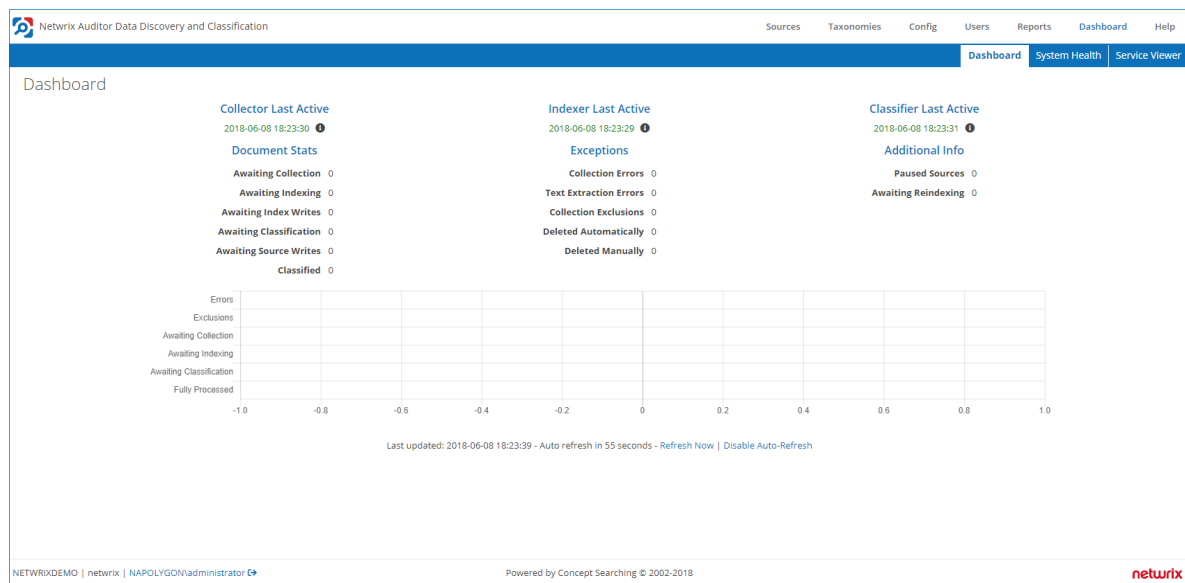 Netwrix Auditor Data Discovery and Classification
Sources Taxonomies Config Users Reports Dashboard Help
Dashboard System Health Service Viewer
Dashboard
Collector Last Active Indexer Last Active Classifier Last Active
2018-06-08 18:23:30 2018-06-08 18:23:29 2018-06-08 18:23:31
Document Stats Exceptions Additional Info
Awaiting Collection 0 Collection Errors 0 Paused Sources 0
Awaiting Indexing 0 Text Extraction Errors 0 Awaiting Reindexing 0
Awaiting Index Writes 0 Collection Exclusions 0
Awaiting Classification 0 Deleted Automatically 0
Awaiting Source Writes 0 Deleted Manually 0
Classified 0
Errors
Exclusions
Awaiting Collection
Awaiting Indexing
Awaiting Classification
Fully Processed
-1.0 -0.8 -0.6 -0.4 -0.2 0 0.2 0.4 0.6 0.8 1.0
Last updated: 2018-06-08 18:23:39 - Auto refresh in 55 seconds - Refresh Now | Disable Auto-Refresh
NETWRIXDEMO | netwrix | NAPOLYGON\administrator Powered by Concept Searching © 2002-2018 netwrix